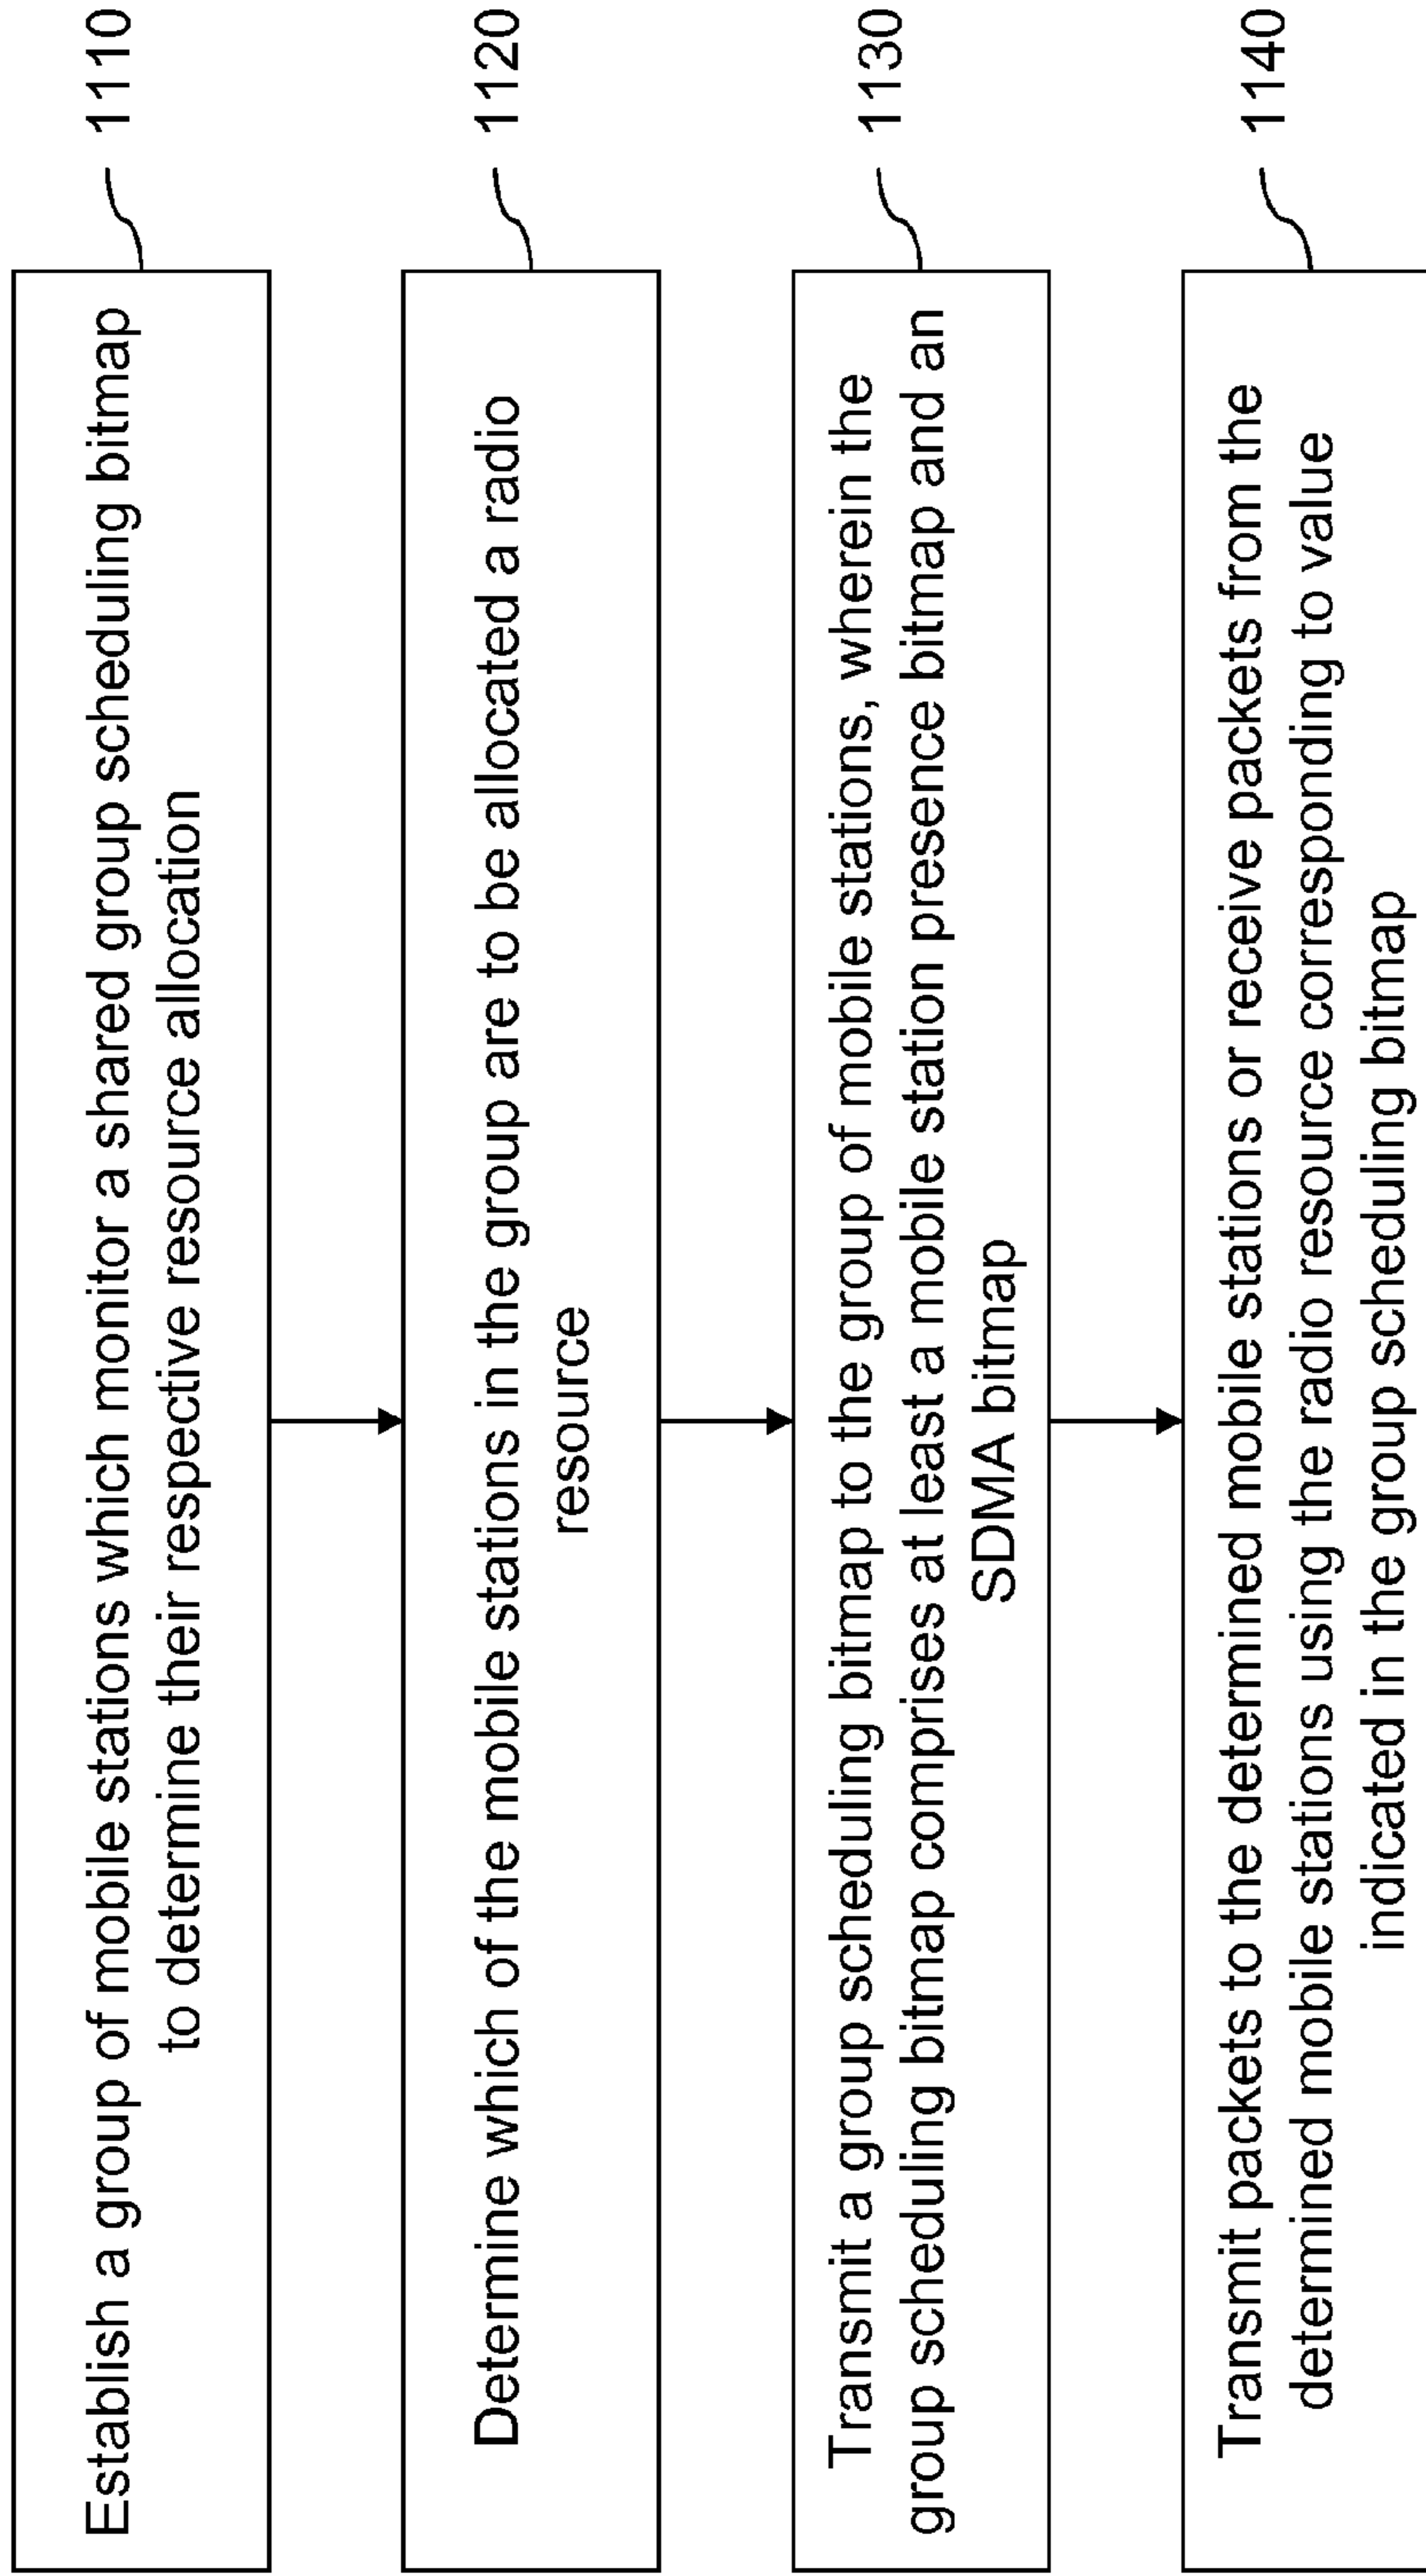 Establish a group of mobile stations which monitor a shared group scheduling bitmap
to determine their respective resource allocation
1110
Determine which of the mobile stations in the group are to be allocated a radio
resource
1120
Transmit a group scheduling bitmap to the group of mobile stations, wherein the
group scheduling bitmap comprises at least a mobile station presence bitmap and an
SDMA bitmap
1130
Transmit packets to the determined mobile stations or receive packets from the
determined mobile stations using the radio resource corresponding to value
indicated in the group scheduling bitmap
1140